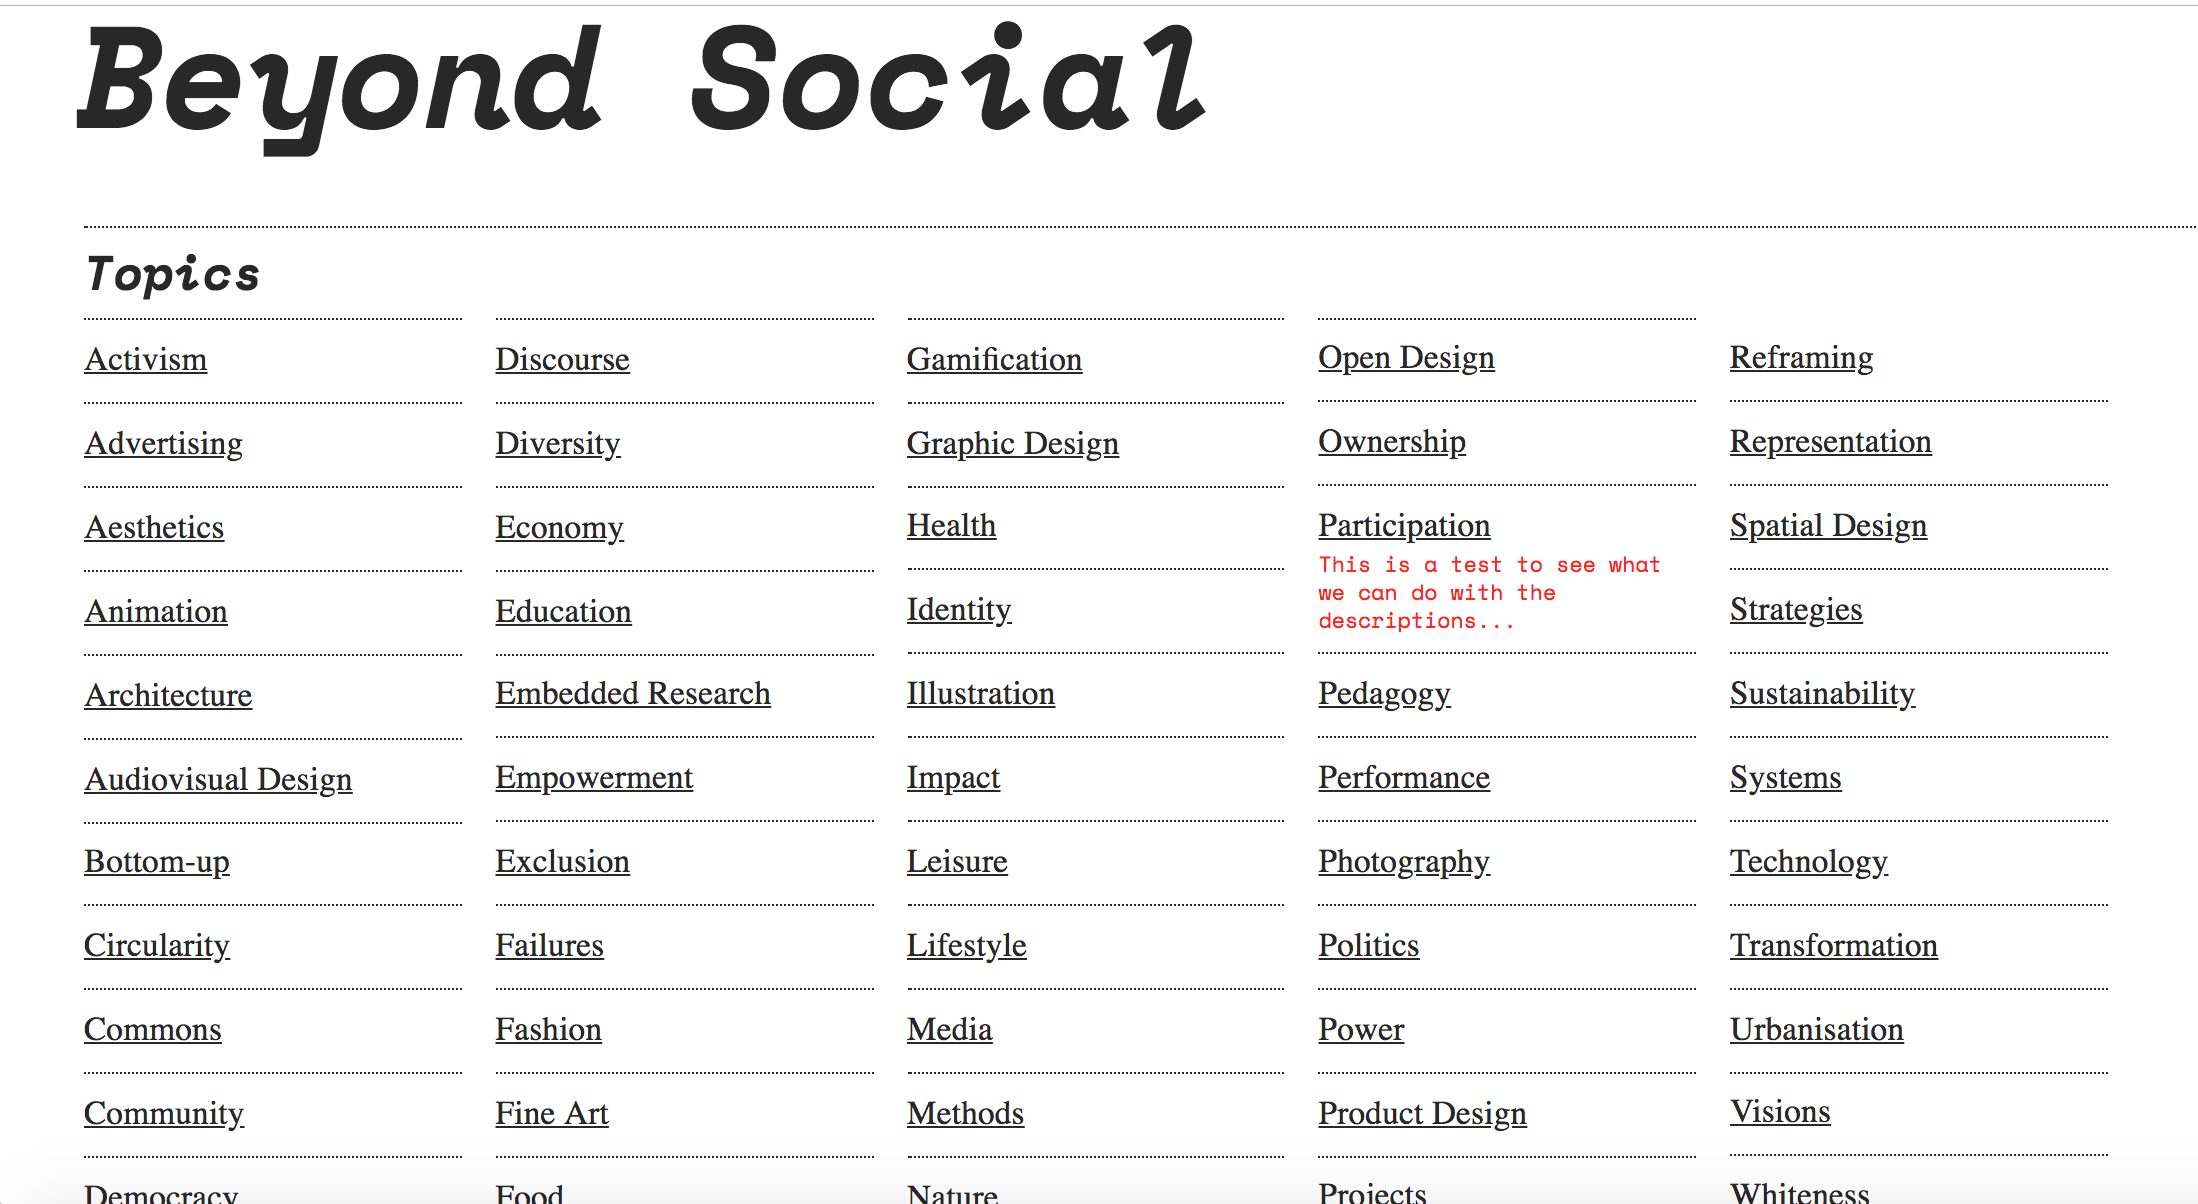 Beyond Social
Topics
Activism
Advertising
Aesthetics
Animation
Architecture
Audiovisual Design
Bottom-up
Circularity
Commons
Community
Democracy
Discourse
Diversity
Economy
Education
Embedded Research
Empowerment
Exclusion
Failures
Fashion
Fine Art
Food
Gamification
Graphic Design
Health
Identity
Illustration
Impact
Leisure
Lifestyle
Media
Methods
Nature
Open Design
Ownership
Participation
This is a test to see what
we can do with the
descriptions...
Pedagogy
Performance
Photography
Politics
Power
Product Design
Projects
Reframing
Representation
Spatial Design
Strategies
Sustainability
Systems
Technology
Transformation
Urbanisation
Visions
Whiteness